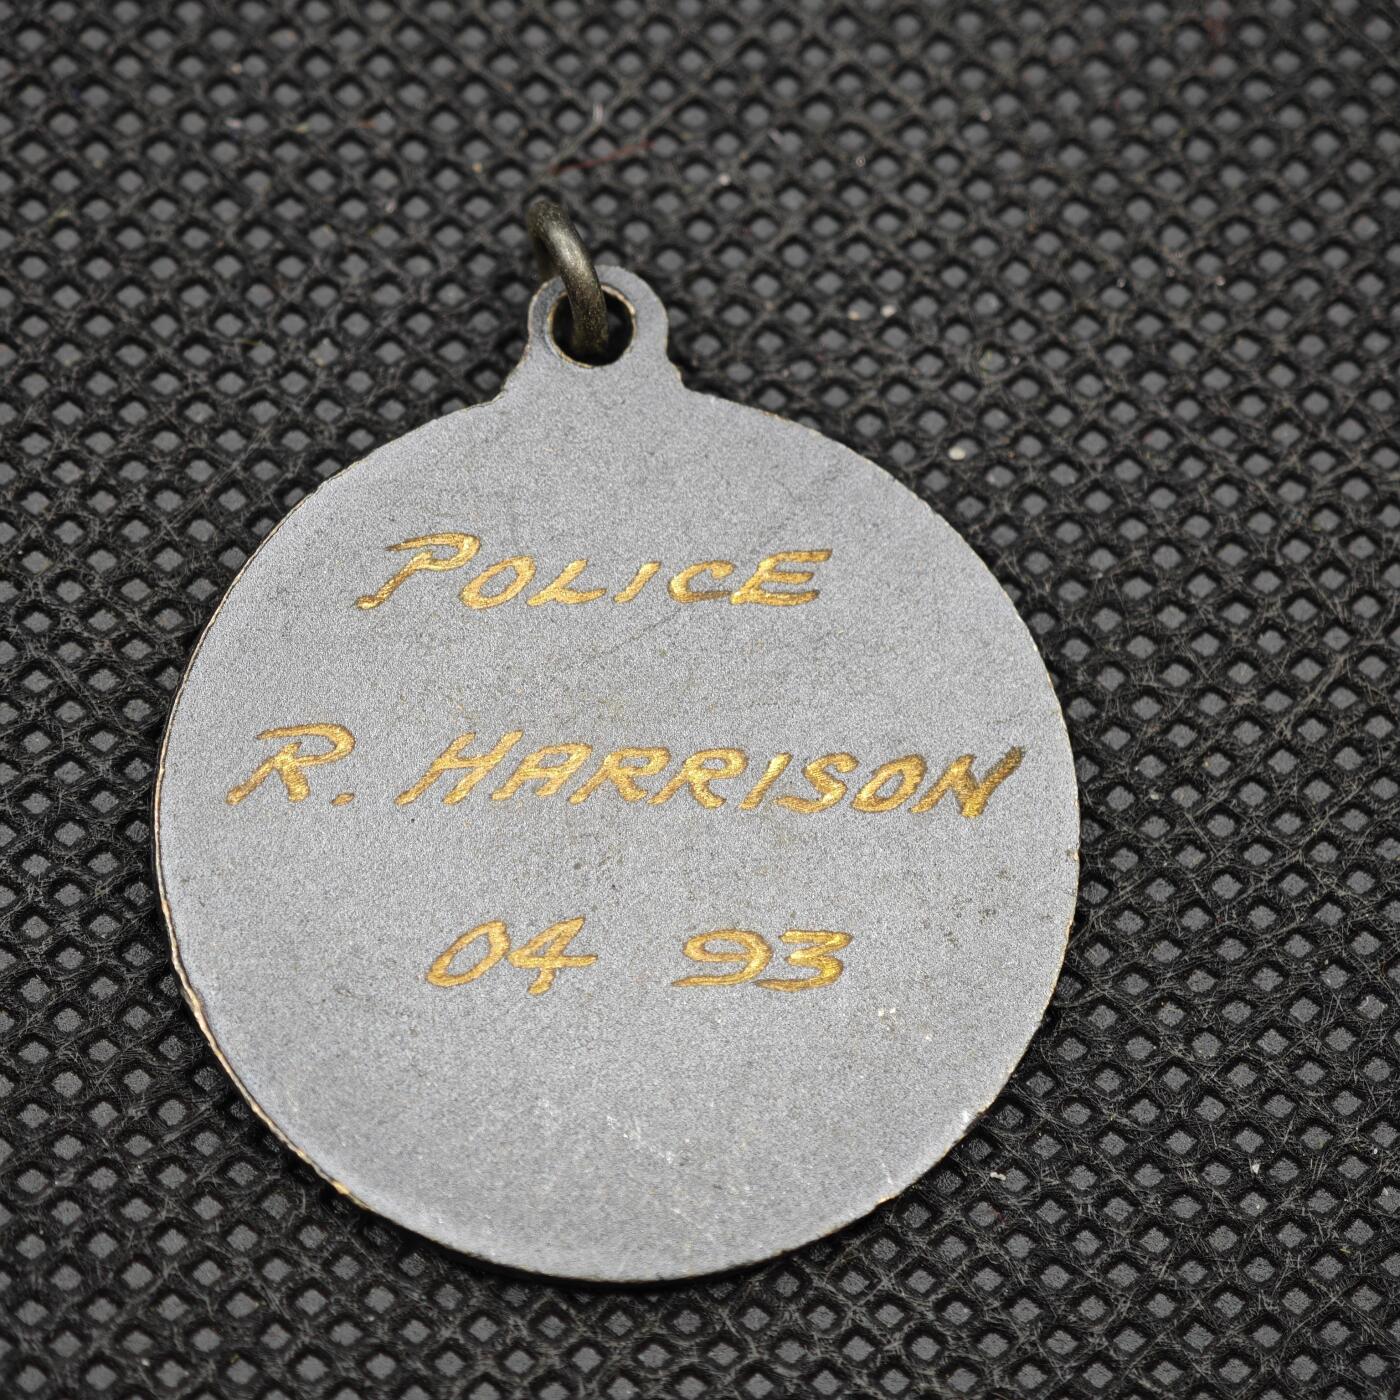 POLICE
R. HARRISON
04 93